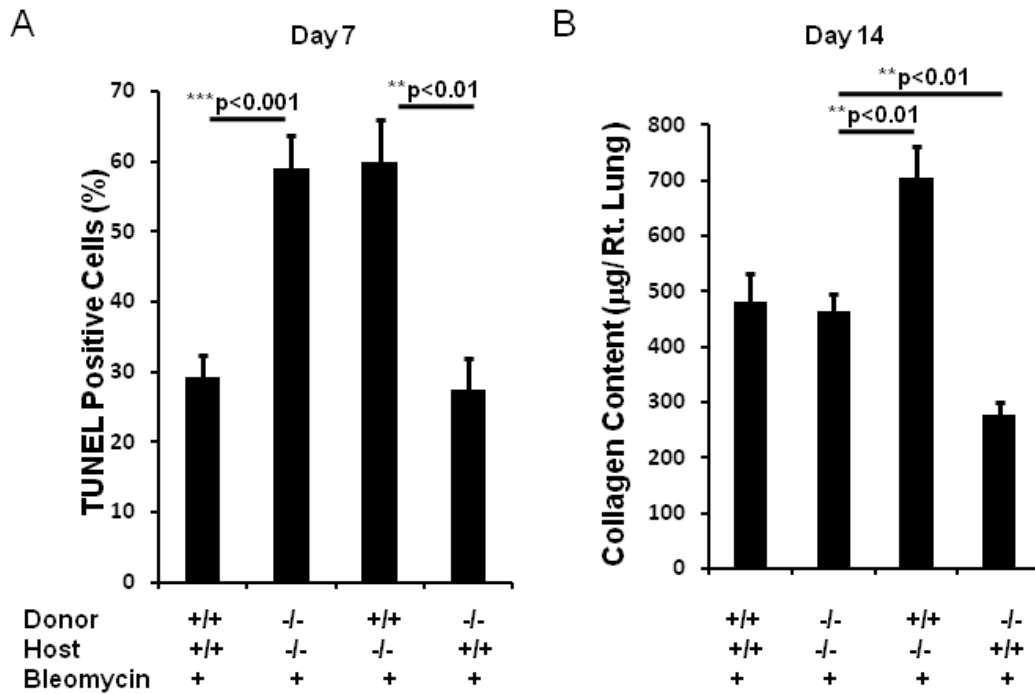 A
Day 7
TUNEL Positive Cells (%)
70
60
50
40
30
20
10
0
***p<0.001
**p<0.01
Donor +/+ -/- +/+ -/-
Host +/+ -/- -/- +/+
Bleomycin + + + +
B
Day 14
Collagen Content (µg/ Rt. Lung )
800
700
600
500
400
300
200
100
0
**p<0.01
**p<0.01
+/+ -/- +/+ -/-
+/+ -/- -/- +/+
+ + + +